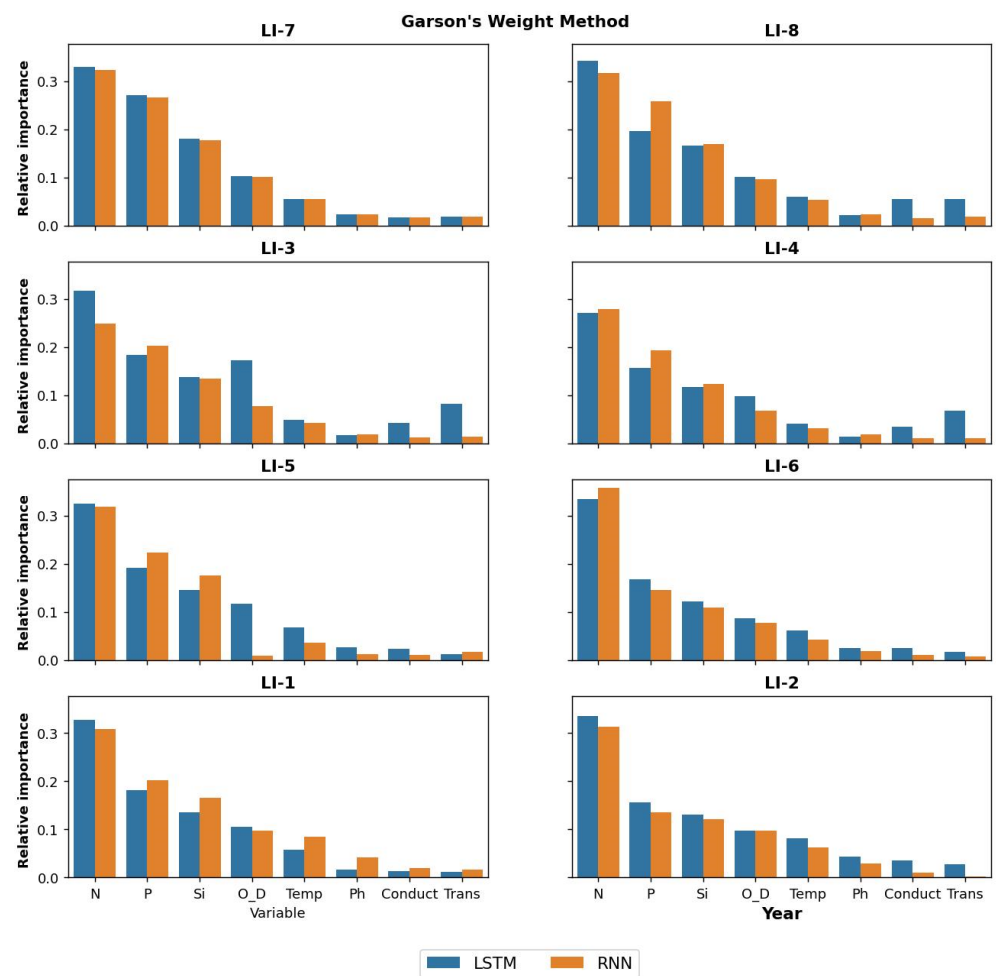 Garson's Weight Method
LI-7
LI-8
Relative importance
0.3
0.2
0.1
0.0
LI-3
LI-4
Relative importance
0.3
0.2
0.1
0.0
LI-5
LI-6
Relative importance
0.3
0.2
0.1
0.0
LI-1
LI-2
Relative importance
0.3
0.2
0.1
0.0
N P Si O_D Temp Ph Conduct Trans
Variable
N P Si O_D Temp Ph Conduct Trans
Year
LSTM RNN